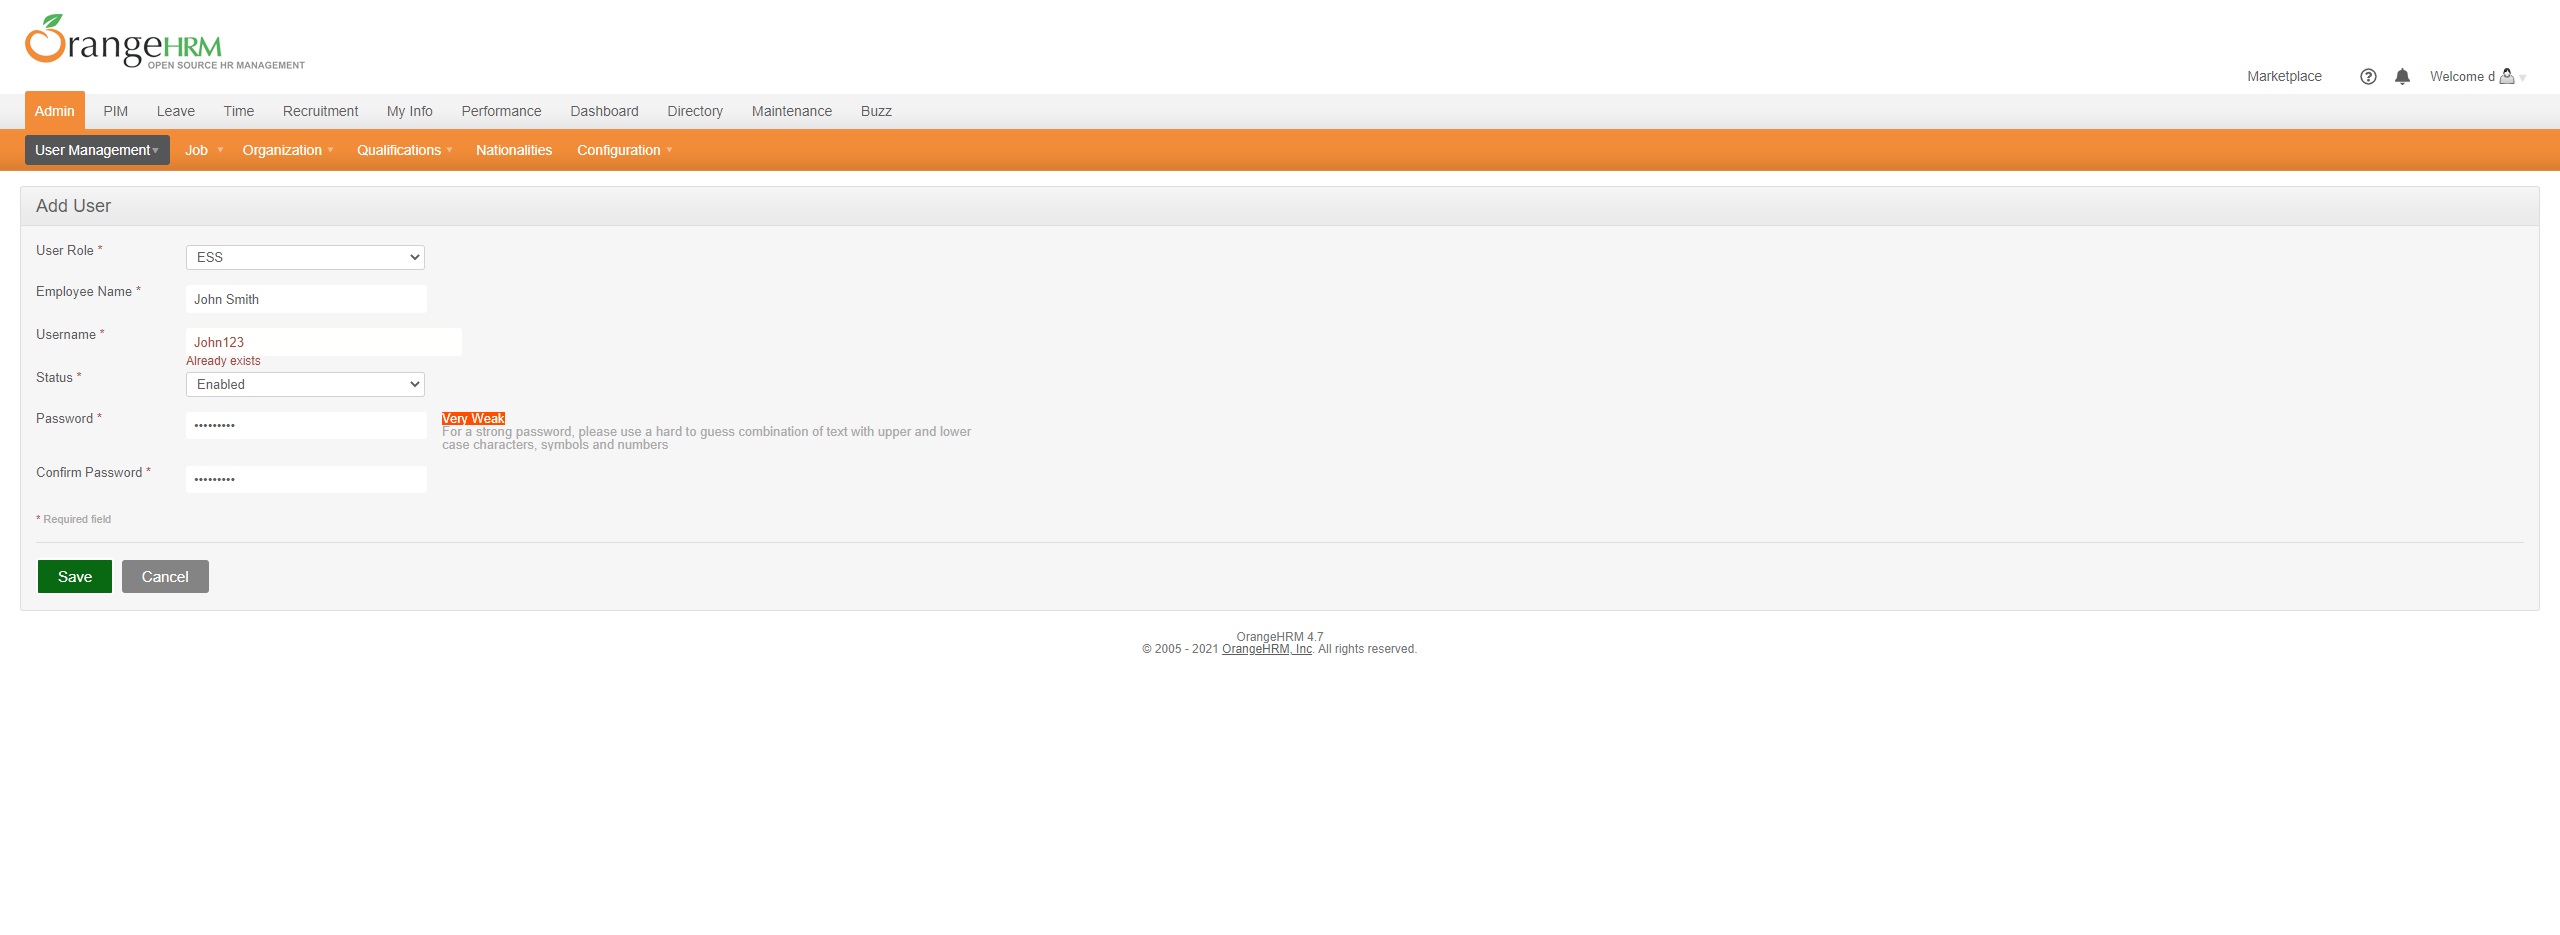 OrangeHRM
OPEN SOURCE HR MANAGEMENT
Marketplace Welcome d
Admin PIM Leave Time Recruitment My Info Performance Dashboard Directory Maintenance Buzz
User Management Job Organization Qualifications Nationalities Configuration
Add User
User Role * ESS
Employee Name * John Smith
Username * John123
Already exists
Status * Enabled
Password * ••••••••• Very Weak
For a strong password, please use a hard to guess combination of text with upper and lower
case characters, symbols and numbers
Confirm Password * •••••••••
* Required field
Save Cancel
OrangeHRM 4.7
© 2005 - 2021 OrangeHRM, Inc. All rights reserved.